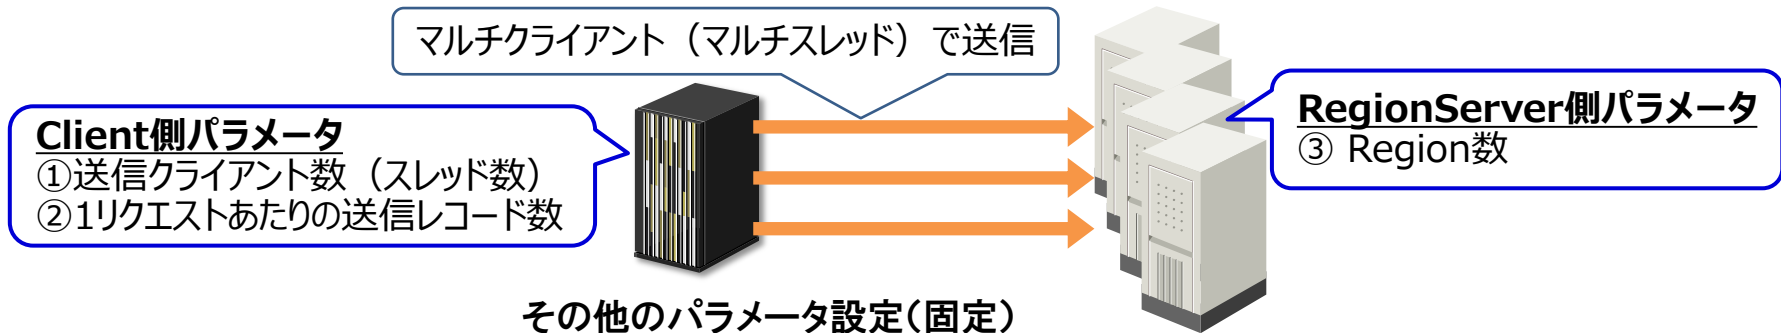 マルチクライアント（マルチスレッド）で送信
Client側パラメータ
①送信クライアント数（スレッド数）
②1リクエストあたりの送信レコード数
RegionServer側パラメータ
③ Region数
その他のパラメータ設定（固定）